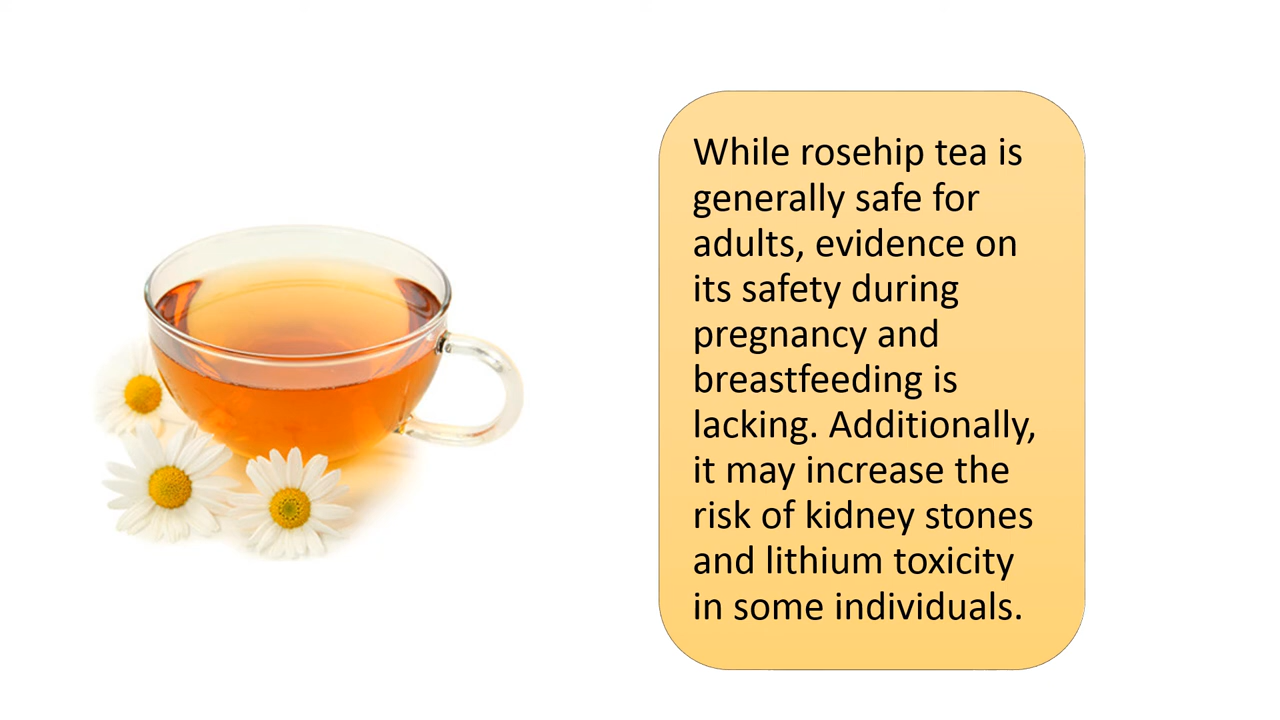 While rosehip tea is
generally safe for
adults, evidence on
its safety during
pregnancy and
breastfeeding is
lacking. Additionally,
it may increase the
risk of kidney stones
and lithium toxicity
in some individuals.